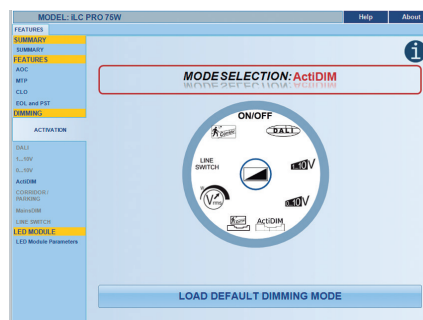 MODEL: iLC PRO 75W
Help
About
FEATURES
SUMMARY
SUMMARY
FEATURES
AOC
MTP
CLO
EOL and PST
DIMMING
ACTIVATION
DALI
1...10V
0...10V
ActiDIM
CORRIDOR/
PARKING
MainsDIM
LINE SWITCH
LED MODULE
LED Module Parameters
i
MODE SELECTION: ActiDIM
ON/OFF
DALI
LINE
SWITCH
1..10V
0..10V
Vrms
ActiDIM
LOAD DEFAULT DIMMING MODE